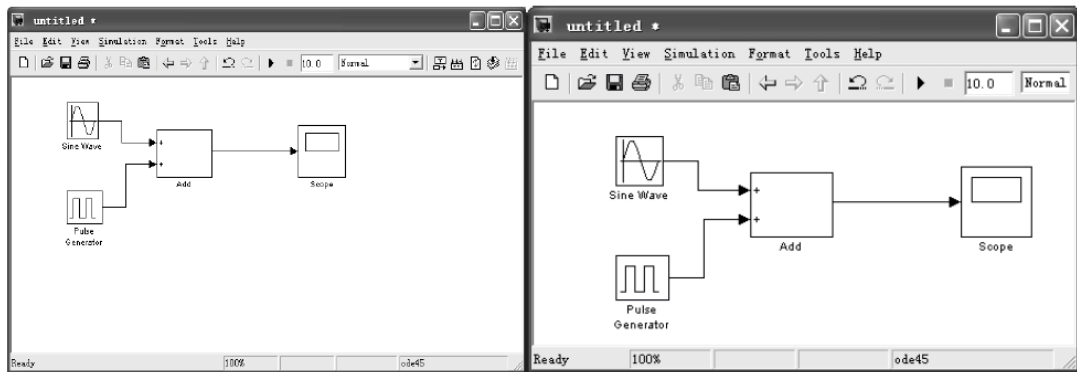 untitled *
File Edit View Simulation Format Tools Help
10.0 Normal
Sine Wave
+
+
Add
Scope
Pulse
Generator
Ready 100% ode45
untitled *
File Edit View Simulation Format Tools Help
10.0 Normal
Sine Wave
+
+
Add
Scope
Pulse
Generator
Ready 100% ode45